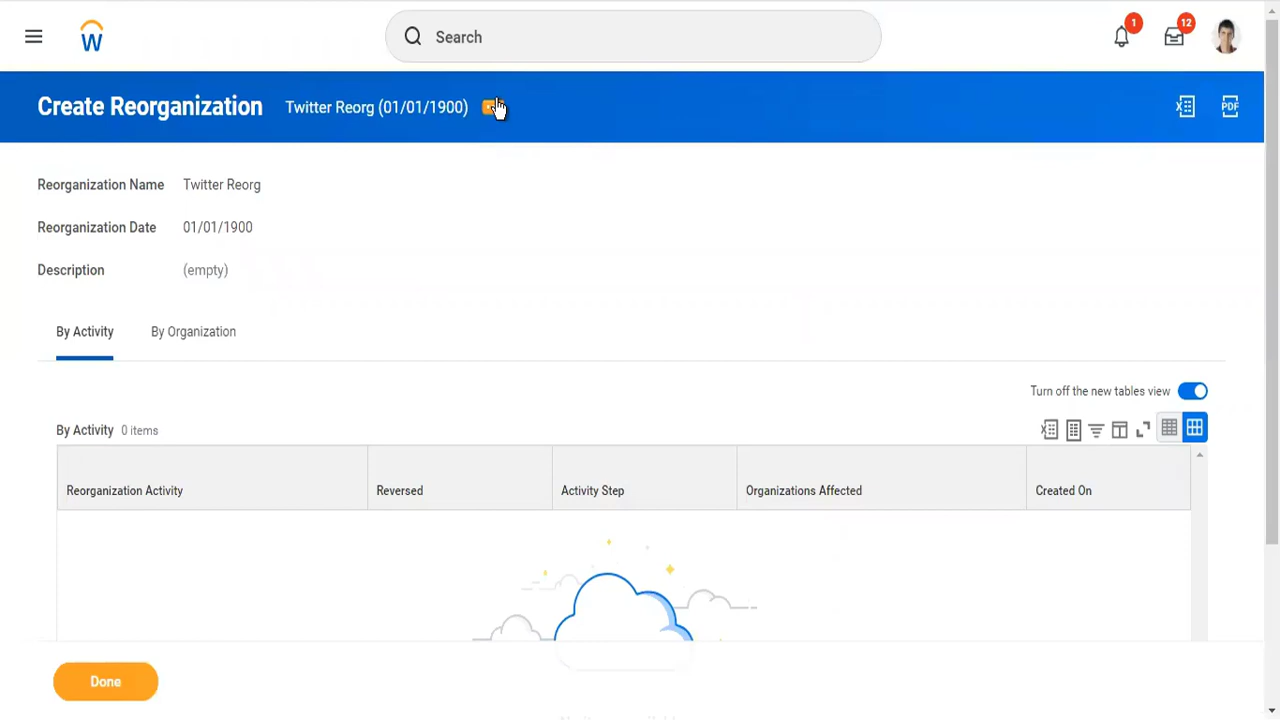 W
Search
1
12
Create Reorganization
Twitter Reorg (01/01/1900)
PDF
Reorganization Name
Twitter Reorg
Reorganization Date
01/01/1900
Description
(empty)
By Activity
By Organization
Turn off the new tables view
By Activity
0 items
Reorganization Activity
Reversed
Activity Step
Organizations Affected
Created On
Done